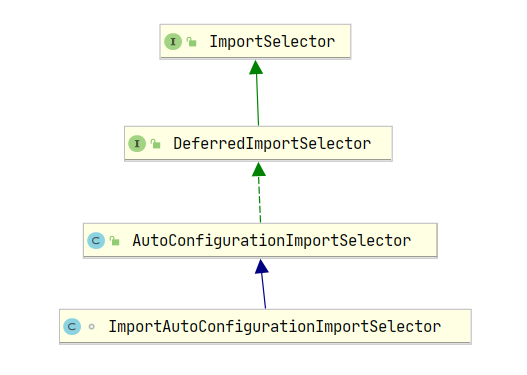 I ImportSelector
I DeferredImportSelector
C AutoConfigurationImportSelector
C ImportAutoConfigurationImportSelector